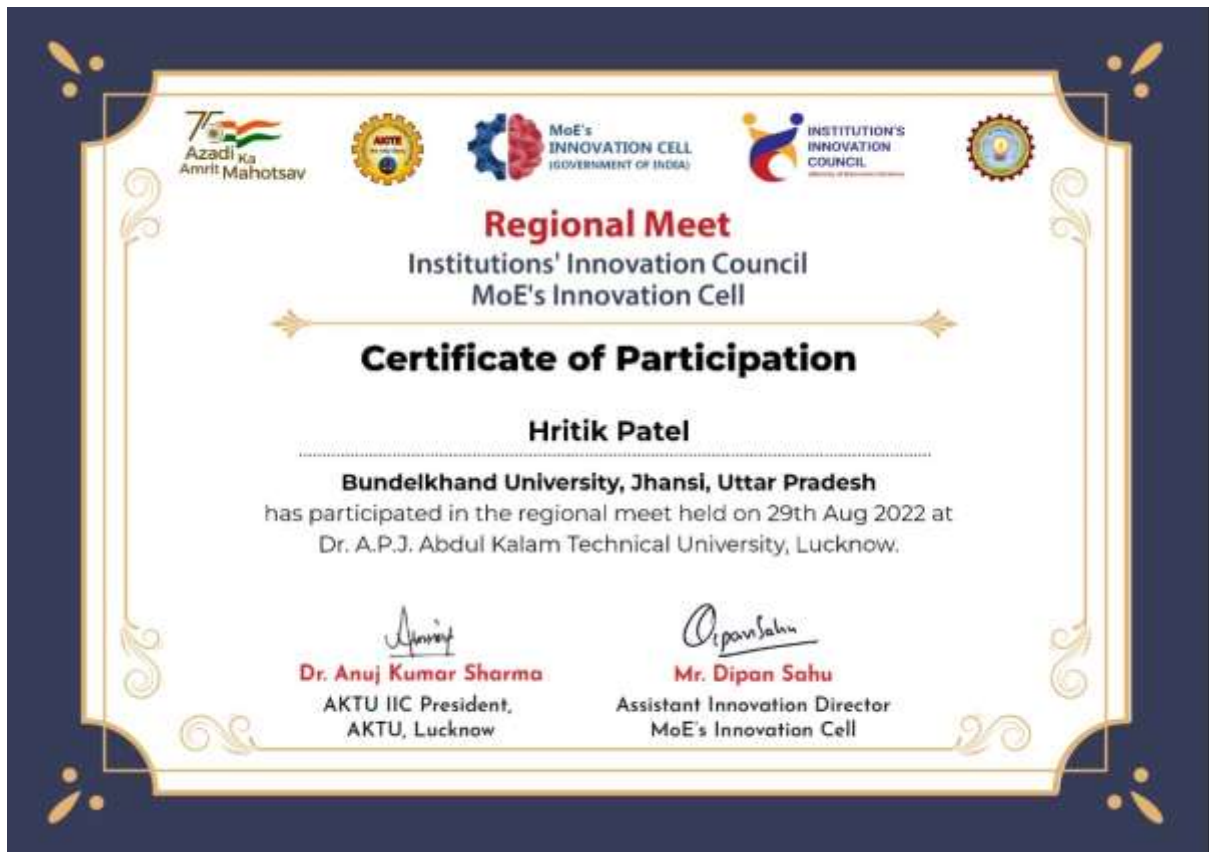 Azadi Ka
Amrit Mahotsav
AICTE
MoE's
INNOVATION CELL
(GOVERNMENT OF INDIA)
INSTITUTION'S
INNOVATION
COUNCIL
Regional Meet
Institutions' Innovation Council
MoE's Innovation Cell
Certificate of Participation
Hritik Patel
Bundelkhand University, Jhansi, Uttar Pradesh
has participated in the regional meet held on 29th Aug 2022 at
Dr. A.P.J. Abdul Kalam Technical University, Lucknow.
DipanSahu
Dr. Anuj Kumar Sharma
AKTU IIC President,
AKTU, Lucknow
Mr. Dipan Sahu
Assistant Innovation Director
MoE's Innovation Cell